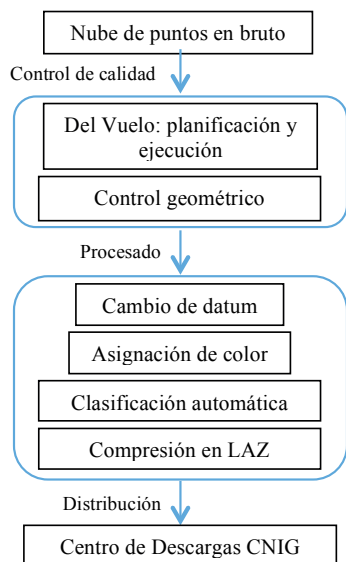 Nube de puntos en bruto
Control de calidad
Del Vuelo: planificación y
ejecución
Control geométrico
Procesado
Cambio de datum
Asignación de color
Clasificación automática
Compresión en LAZ
Distribución
Centro de Descargas CNIG